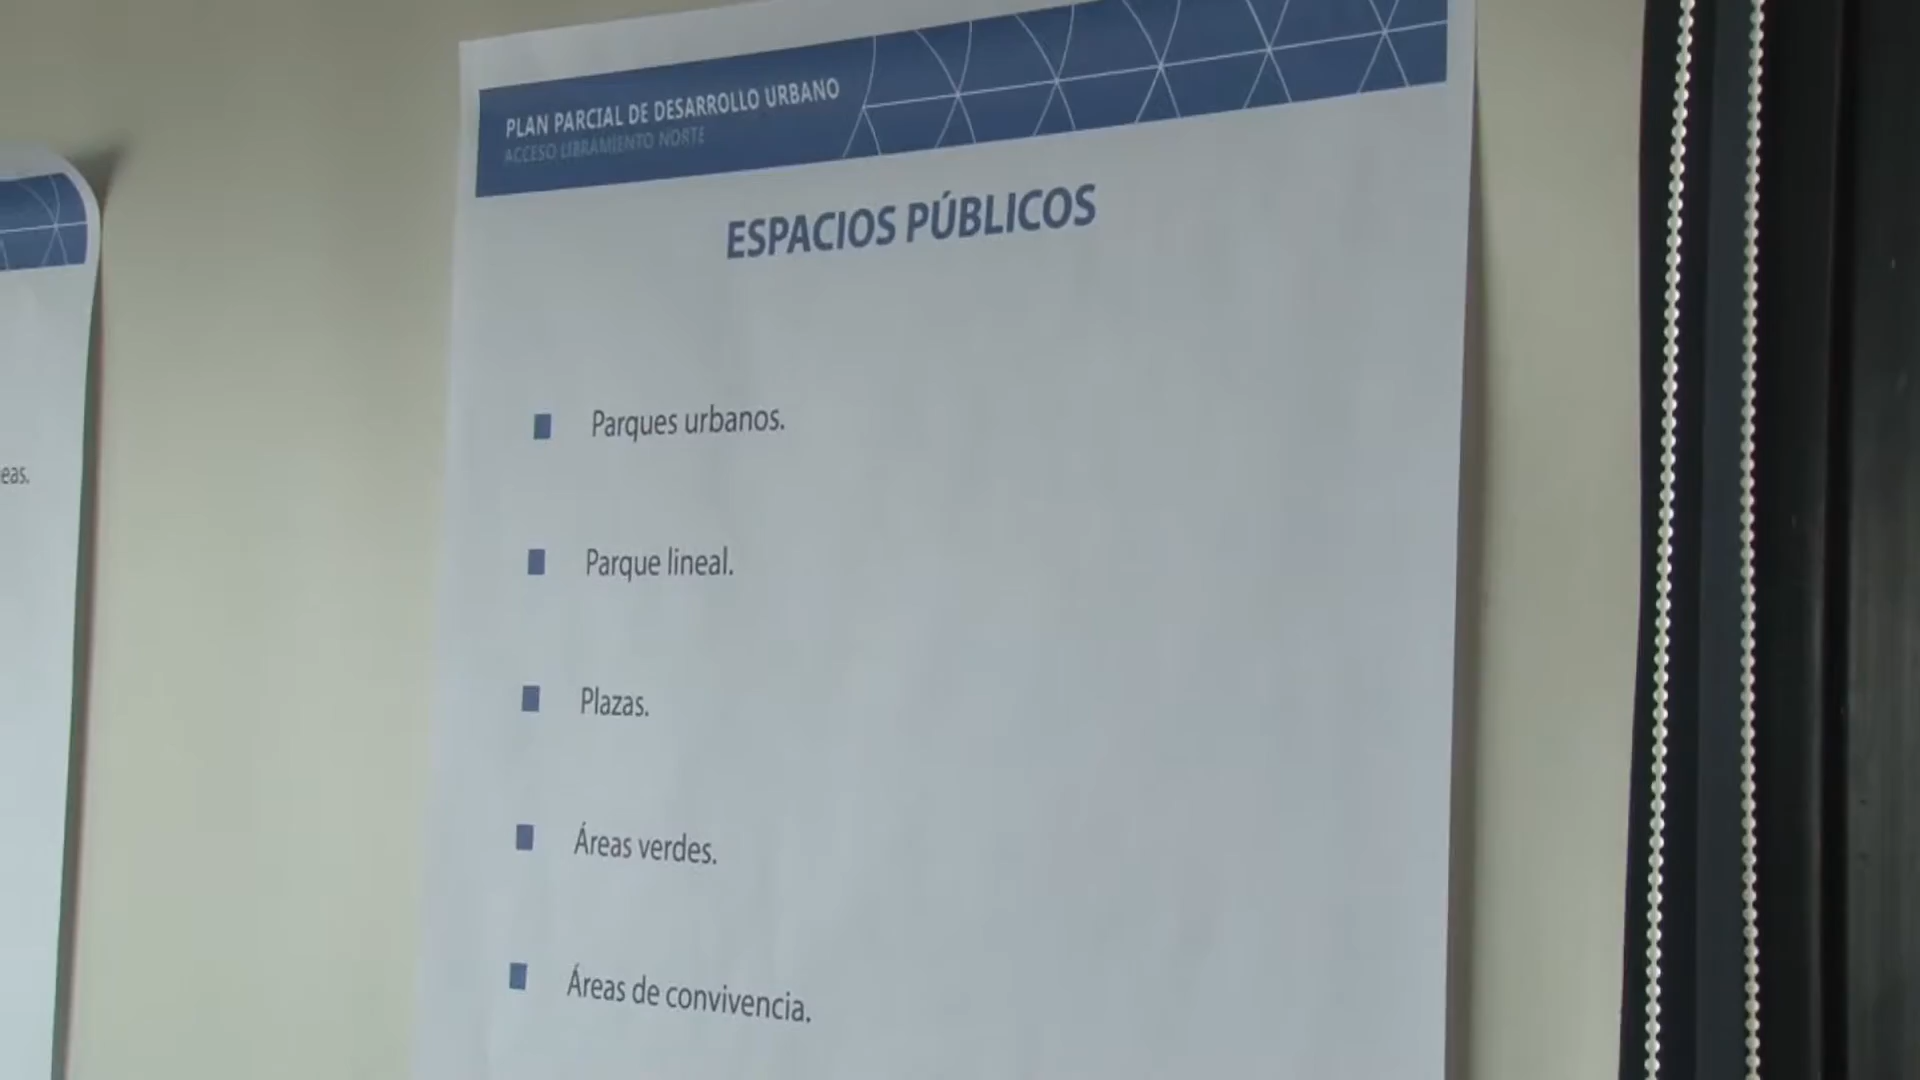 PLAN PARCIAL DE DESARROLLO URBANO
ACCESO LIBRAMIENTO NORTE
ESPACIOS PÚBLICOS
Parques urbanos.
Parque lineal.
Plazas.
Áreas verdes.
Áreas de convivencia.
eas.